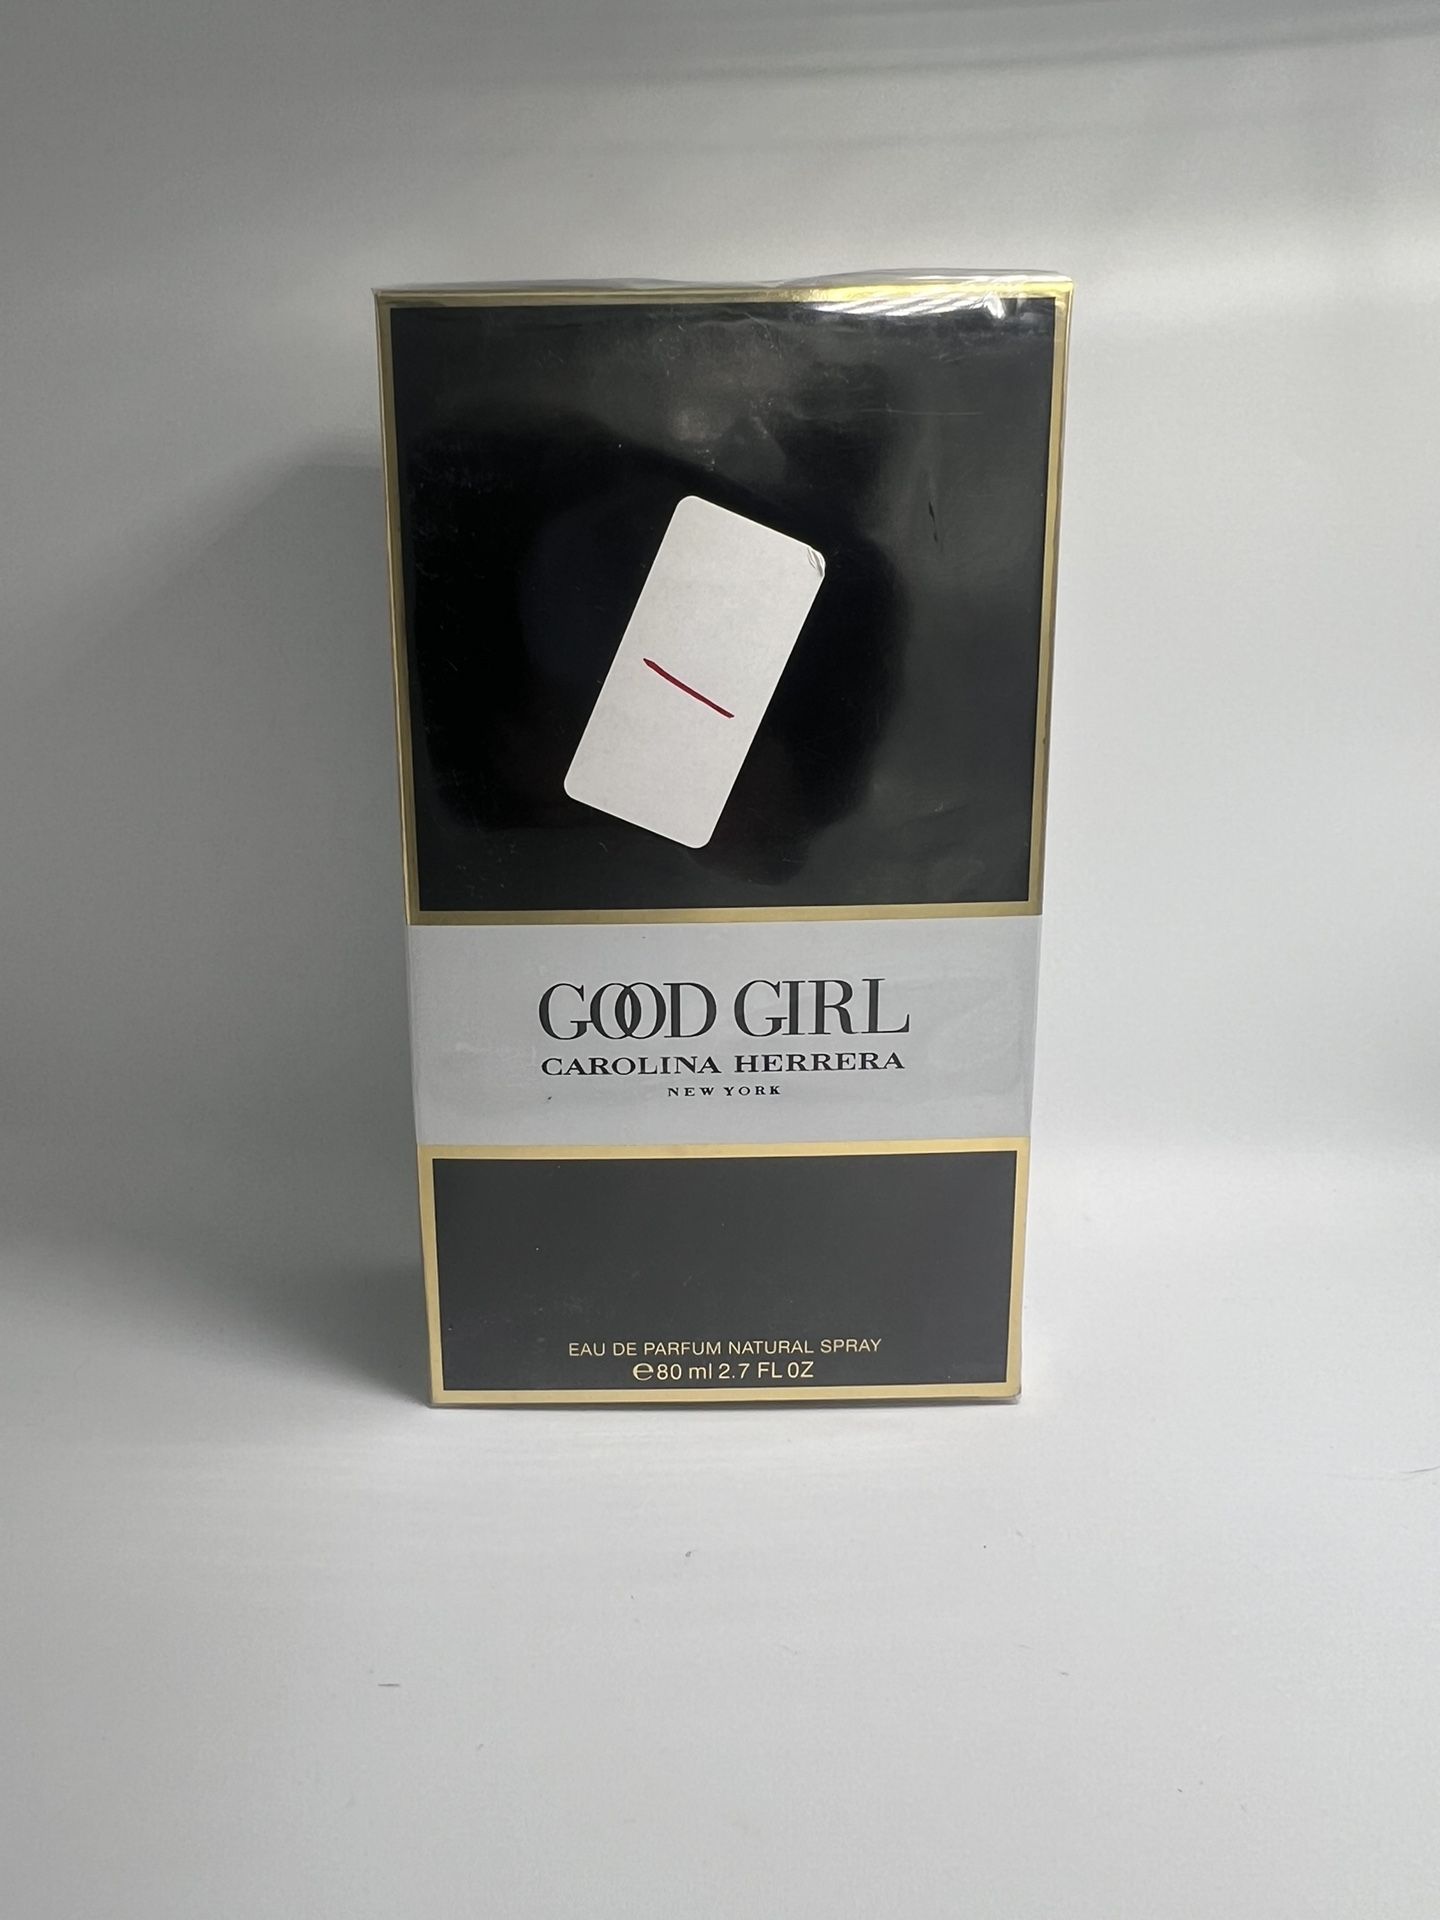 GOOD GIRL
CAROLINA HERRERA
NEW YORK
EAU DE PARFUM NATURAL SPRAY
℮80 ml 2.7 FL OZ